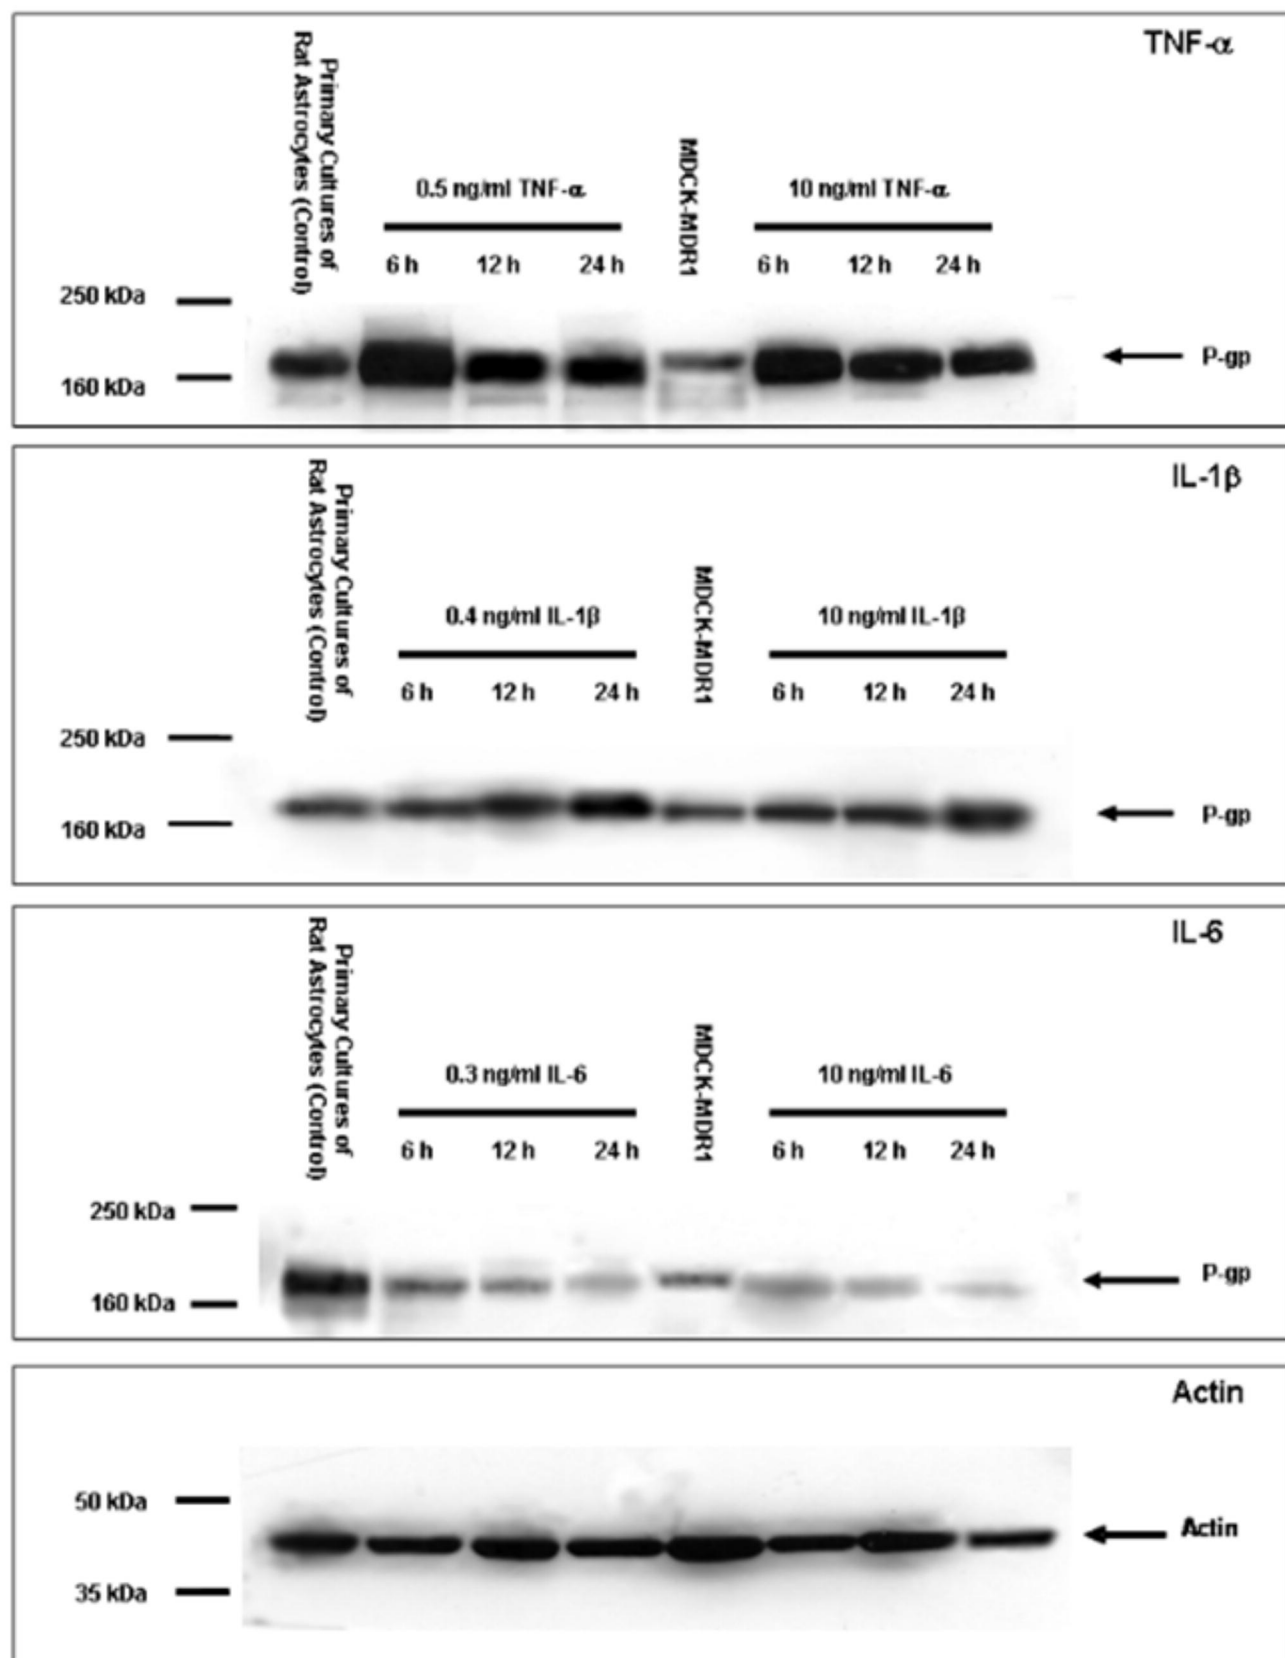 TNF-α
Primary Cultures of
Rat Astrocytes (Control)
0.5 ng/ml TNF-α
MDCK-MDR1
10 ng/ml TNF-α
6 h 12 h 24 h 6 h 12 h 24 h
250 kDa
160 kDa
P-gp
IL-1β
Primary Cultures of
Rat Astrocytes (Control)
0.4 ng/ml IL-1β
MDCK-MDR1
10 ng/ml IL-1β
6 h 12 h 24 h 6 h 12 h 24 h
250 kDa
160 kDa
P-gp
IL-6
Primary Cultures of
Rat Astrocytes (Control)
0.3 ng/ml IL-6
MDCK-MDR1
10 ng/ml IL-6
6 h 12 h 24 h 6 h 12 h 24 h
250 kDa
160 kDa
P-gp
Actin
50 kDa
35 kDa
Actin